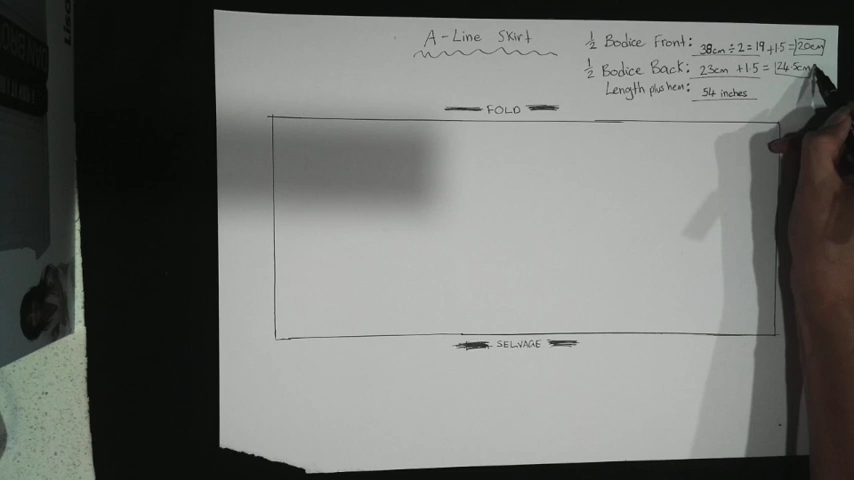 A-Line Skirt
1/2 Bodice Front: 38cm ÷ 2 = 19 + 1.5 = 20cm
1/2 Bodice Back: 23cm + 1.5 = 24.5cm
Length plus hem: 54 inches
FOLD
SELVAGE